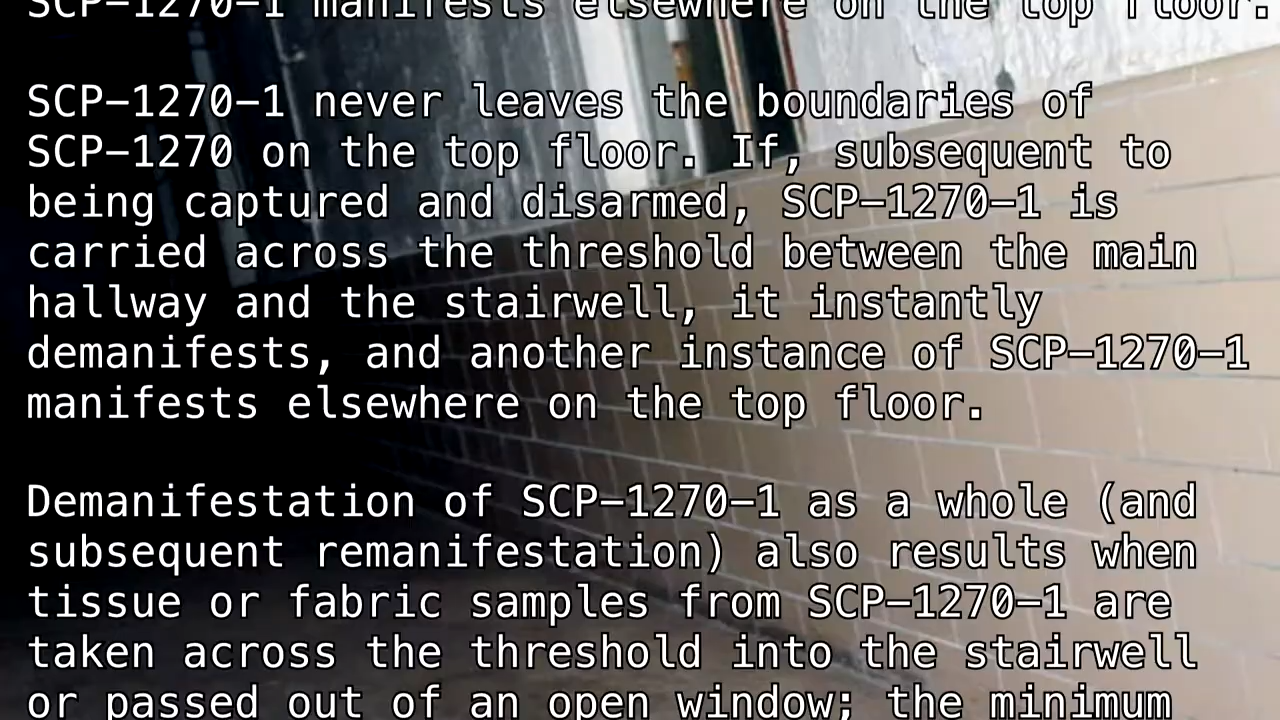 SCP-1270-1 manifests elsewhere on the top floor.
SCP-1270-1 never leaves the boundaries of
SCP-1270 on the top floor. If, subsequent to
being captured and disarmed, SCP-1270-1 is
carried across the threshold between the main
hallway and the stairwell, it instantly
demanifests, and another instance of SCP-1270-1
manifests elsewhere on the top floor.
Demanifestation of SCP-1270-1 as a whole (and
subsequent remanifestation) also results when
tissue or fabric samples from SCP-1270-1 are
taken across the threshold into the stairwell
or passed out of an open window; the minimum